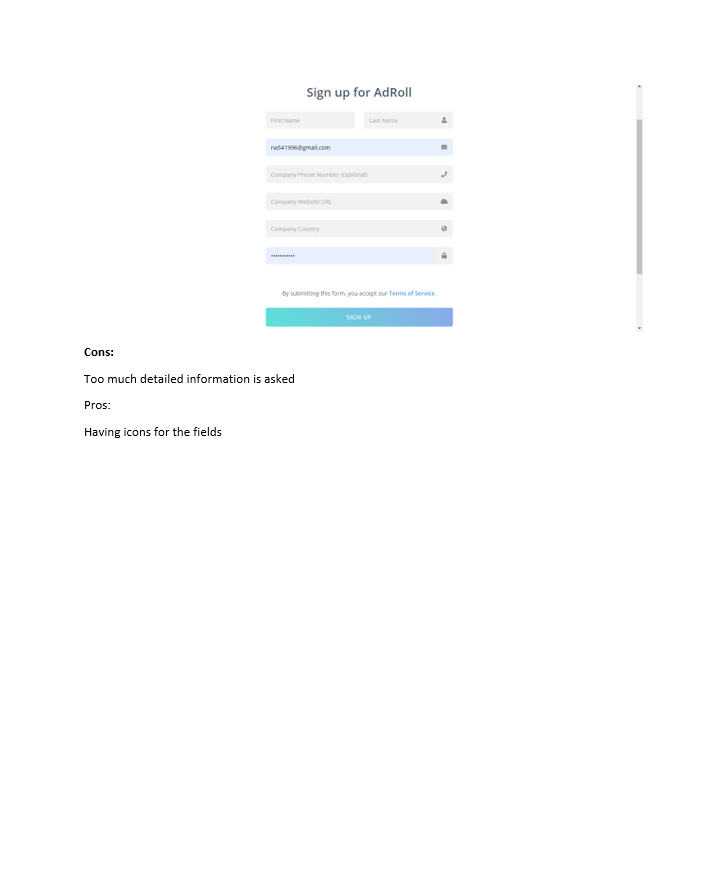 Sign up for AdRoll
First Name Last Name
na541996@gmail.com
Company Phone Number (Optional)
Company Website URL
Company Country
•••••••••••
By submitting this form, you accept our Terms of Service.
SIGN UP
Cons:
Too much detailed information is asked
Pros:
Having icons for the fields